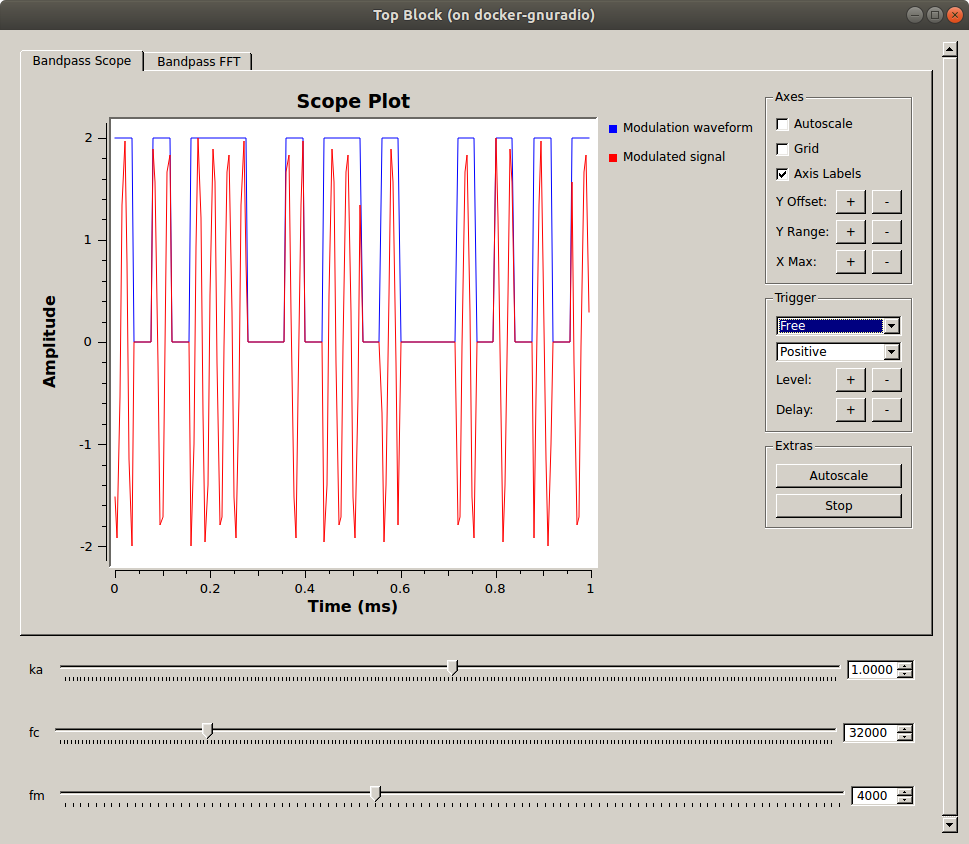 Top Block (on docker-gnuradio)
Bandpass Scope
Bandpass FFT
Scope Plot
2
1
0
-1
-2
Amplitude
0
0.2
0.4
0.6
0.8
1
Time (ms)
Modulation waveform
Modulated signal
Axes
Autoscale
Grid
Axis Labels
Y Offset: + -
Y Range: + -
X Max: + -
Trigger
Free
Positive
Level: + -
Delay: + -
Extras
Autoscale
Stop
ka 1.0000
fc 32000
fm 4000